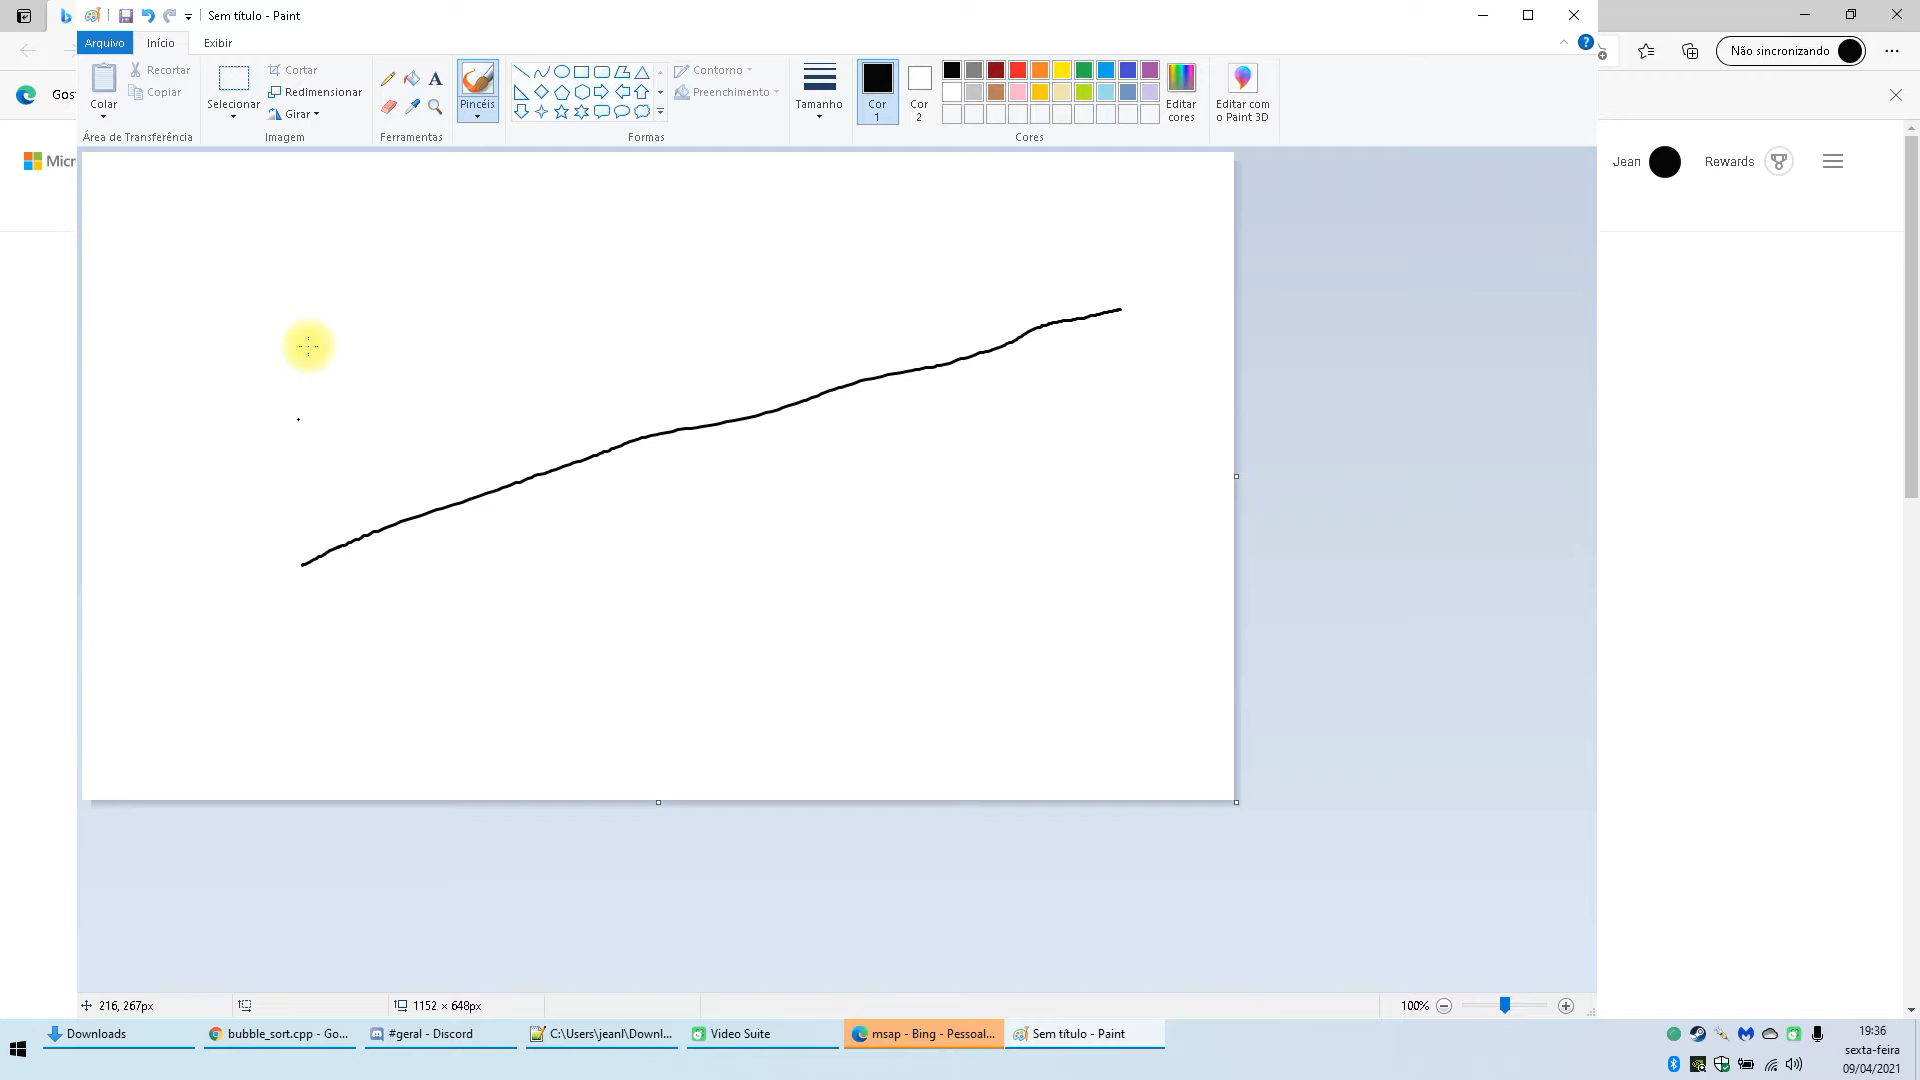 Sem título - Paint
Arquivo
Início
Exibir
Não sincronizando
Colar
Recortar
Copiar
Área de Transferência
Selecionar
Cortar
Redimensionar
Girar
Imagem
A
Ferramentas
Pincéis
Contorno
Preenchimento
Formas
Tamanho
Cor
1
Cor
2
Editar
cores
Cores
Editar com
o Paint 3D
?
Gos
Micr
Jean
Rewards
216, 267px
1152 × 648px
100%
Downloads
bubble_sort.cpp - Go...
#geral - Discord
C:\Users\jeanl\Downl...
Video Suite
msap - Bing - Pessoal...
Sem título - Paint
19:36
sexta-feira
09/04/2021